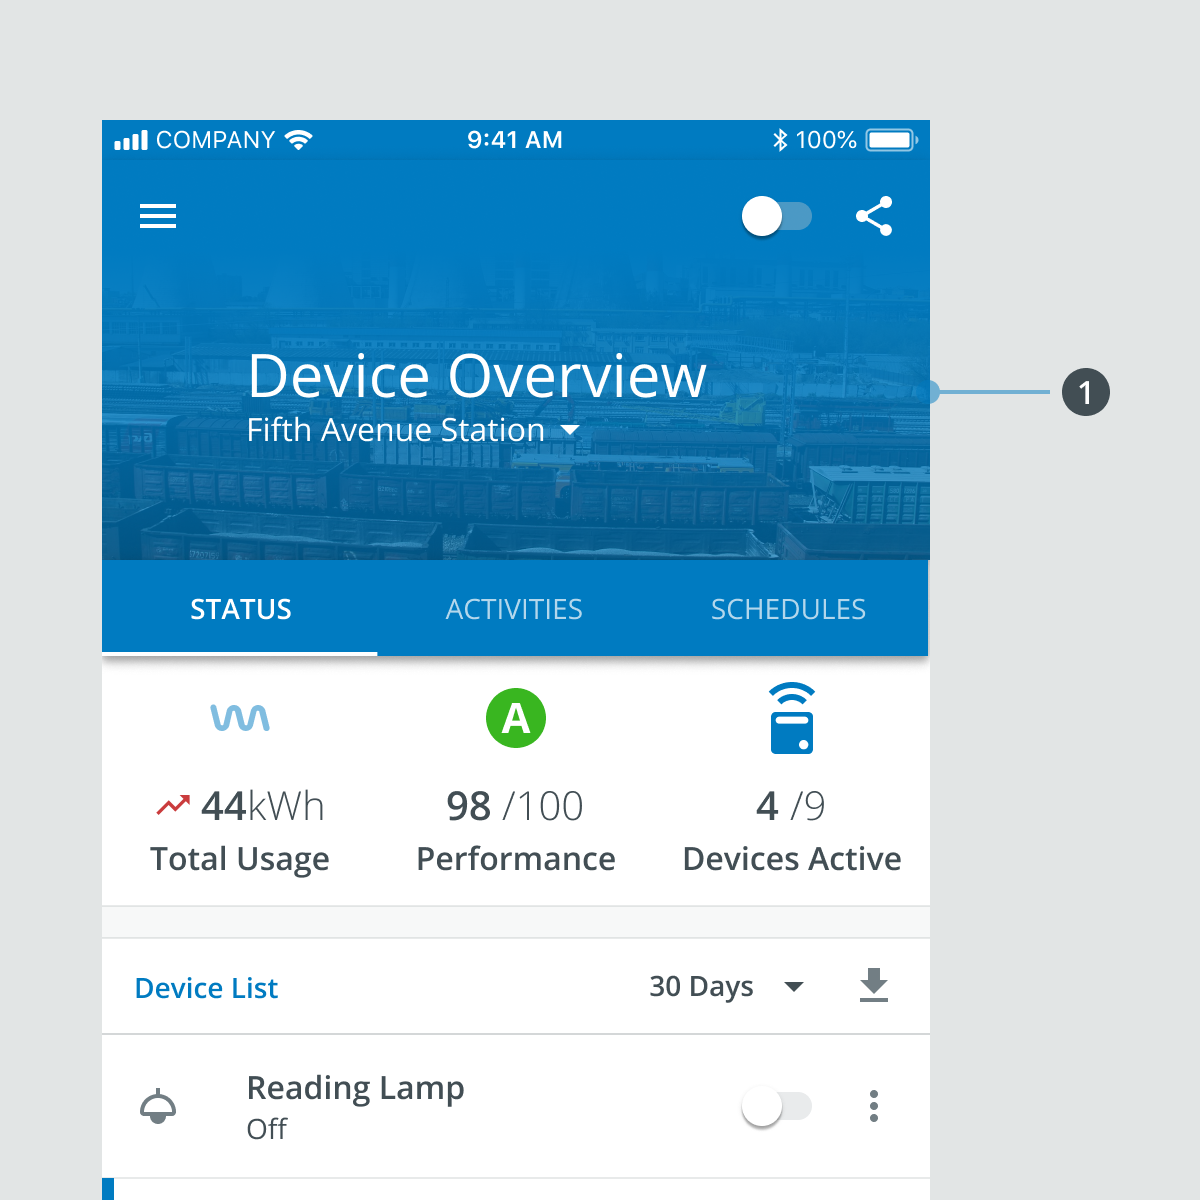 COMPANY 9:41 AM 100%
Device Overview
Fifth Avenue Station
STATUS ACTIVITIES SCHEDULES
A
44kWh 98 /100 4 /9
Total Usage Performance Devices Active
Device List 30 Days
Reading Lamp
Off
1